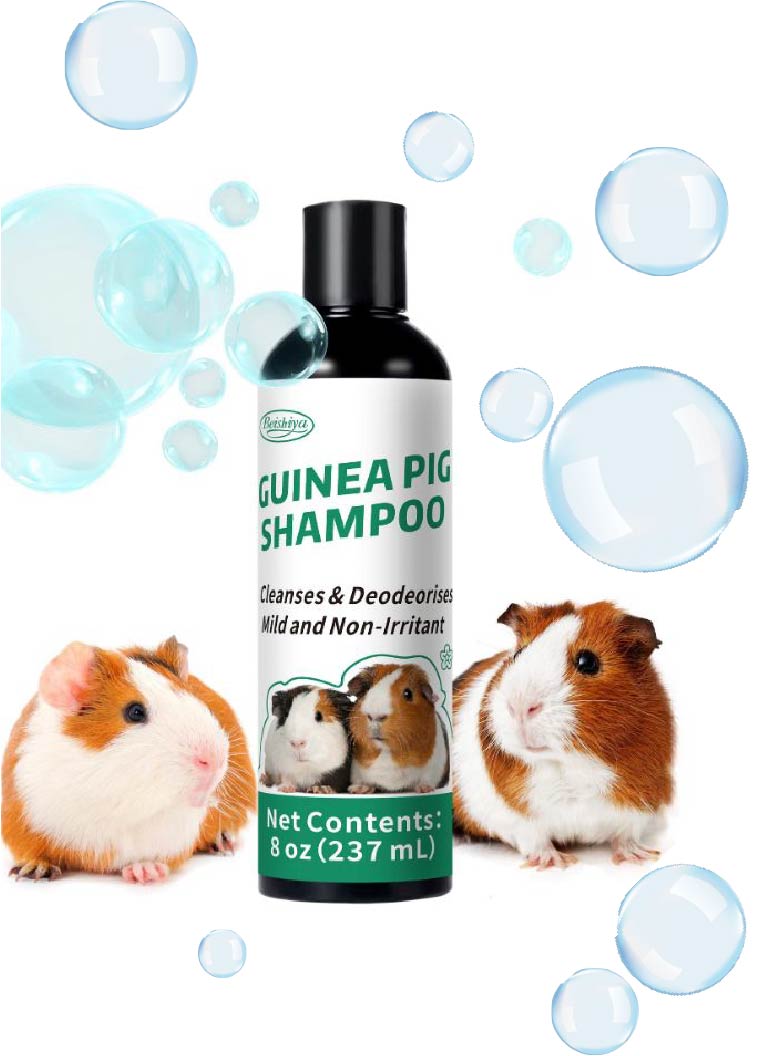 Beishiya
GUINEA PIG
SHAMPOO
Cleanses & Deodeorises
Mild and Non-Irritant
Net Contents:
8 oz (237 mL)